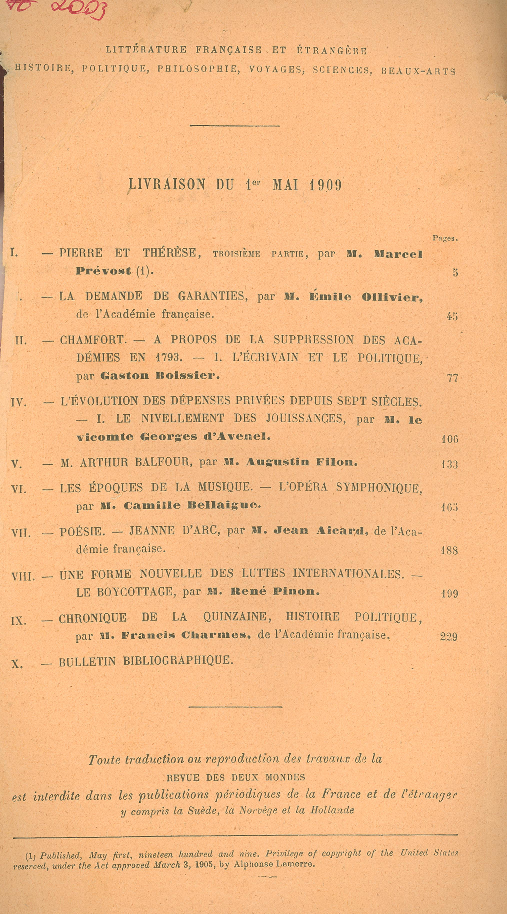 2003
LITTÉRATURE FRANÇAISE ET ÉTRANGÈRE
HISTOIRE, POLITIQUE, PHILOSOPHIE, VOYAGES, SCIENCES, BEAUX-ARTS
LIVRAISON DU 1er MAI 1909
Pages.
I. — PIERRE ET THÉRÈSE, TROISIÈME PARTIE, par M. Marcel
Prévost (1). 5
. — LA DEMANDE DE GARANTIES, par M. Émile Ollivier,
de l'Académie française. 45
II. — CHAMFORT. — A PROPOS DE LA SUPPRESSION DES ACA-
DÉMIES EN 1793. — I. L'ÉCRIVAIN ET LE POLITIQUE,
par Gaston Boissier. 77
IV. — L'ÉVOLUTION DES DÉPENSES PRIVÉES DEPUIS SEPT SIÈCLES.
— I. LE NIVELLEMENT DES JOUISSANCES, par M. le
vicomte Georges d'Avenel. 106
V. — M. ARTHUR BALFOUR, par M. Augustin Filon. 133
VI. — LES ÉPOQUES DE LA MUSIQUE. — L'OPÉRA SYMPHONIQUE,
par M. Camille Bellaigue. 163
VII. — POÉSIE. — JEANNE D'ARC, par M. Jean Aicard, de l'Aca-
démie française. 188
VIII. — UNE FORME NOUVELLE DES LUTTES INTERNATIONALES. —
LE BOYCOTTAGE, par M. René Pinon. 199
IX. — CHRONIQUE DE LA QUINZAINE, HISTOIRE POLITIQUE,
par M. Francis Charmes, de l'Académie française. 229
X. — BULLETIN BIBLIOGRAPHIQUE.
Toute traduction ou reproduction des travaux de la
REVUE DES DEUX MONDES
est interdite dans les publications périodiques de la France et de l'étranger
y compris la Suède, la Norvège et la Hollande
(1) Published, May first, nineteen hundred and nine. Privilege of copyright of the United States
reserved, under the Act approved March 3, 1905, by Alphonse Lemerre.